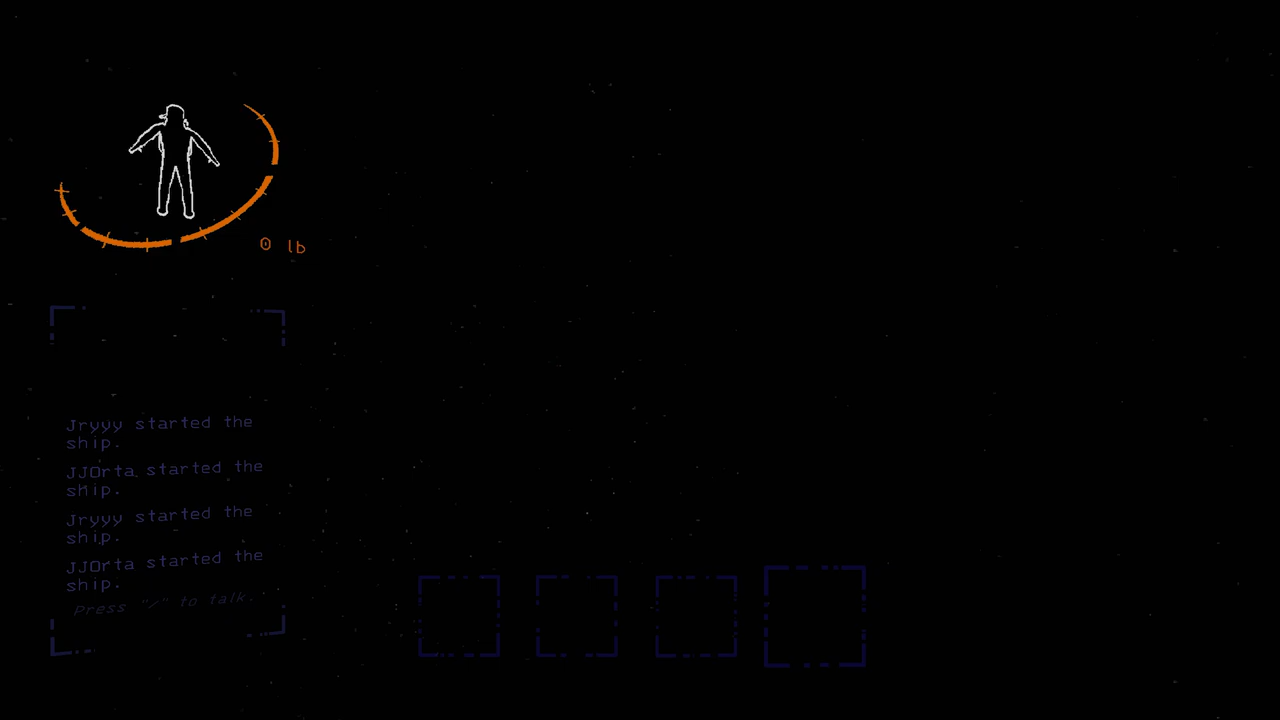 0 lb
Jryyy started the
ship.
JJOrta started the
ship.
Jryyy started the
ship.
JJOrta started the
ship.
Press "/" to talk.